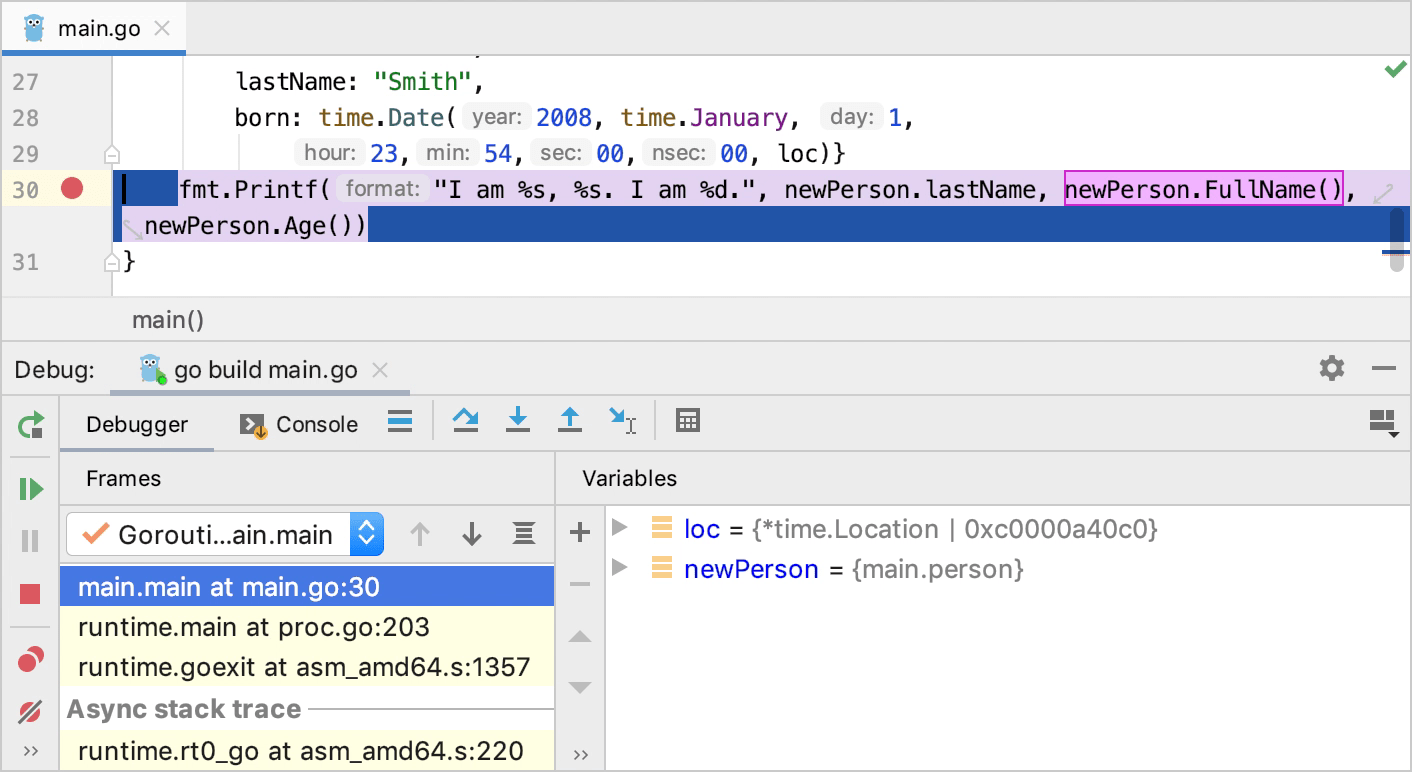 main.go
27 lastName: "Smith",
28 born: time.Date( year: 2008, time.January, day: 1,
29 hour: 23, min: 54, sec: 00, nsec: 00, loc)}
30 fmt.Printf( format: "I am %s, %s. I am %d.", newPerson.lastName, newPerson.FullName(),
newPerson.Age())
31 }
main()
Debug: go build main.go
Debugger Console
Frames Variables
Gorouti...ain.main
loc = {*time.Location | 0xc0000a40c0}
newPerson = {main.person}
main.main at main.go:30
runtime.main at proc.go:203
runtime.goexit at asm_amd64.s:1357
Async stack trace
runtime.rt0_go at asm_amd64.s:220